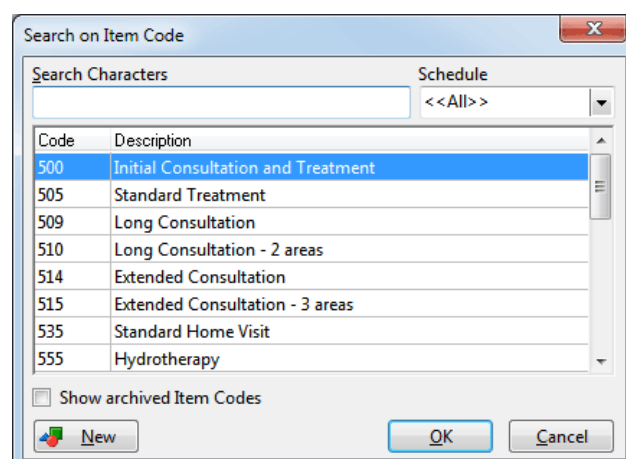 Search on Item Code
Search Characters Schedule
<<All>>
Code Description
500 Initial Consultation and Treatment
505 Standard Treatment
509 Long Consultation
510 Long Consultation - 2 areas
514 Extended Consultation
515 Extended Consultation - 3 areas
535 Standard Home Visit
555 Hydrotherapy
Show archived Item Codes
New OK Cancel